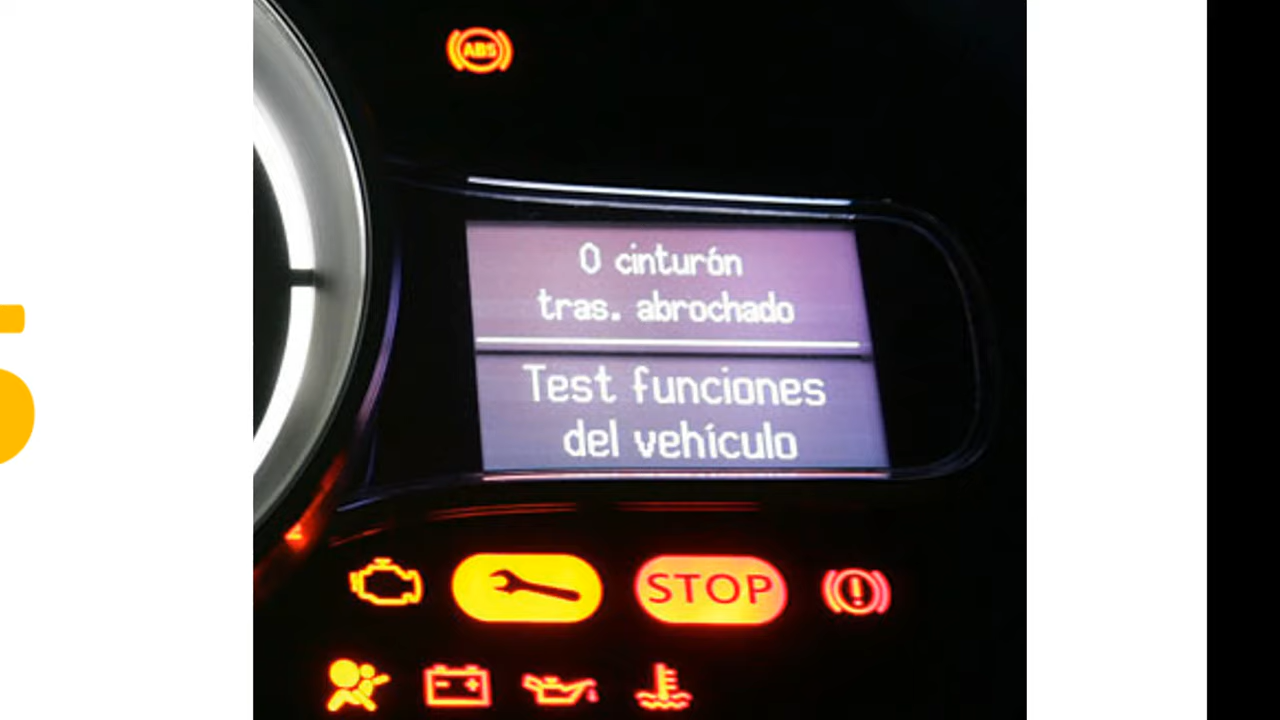 ABS
0 cinturón
tras. abrochado
Test funciones
del vehículo
STOP